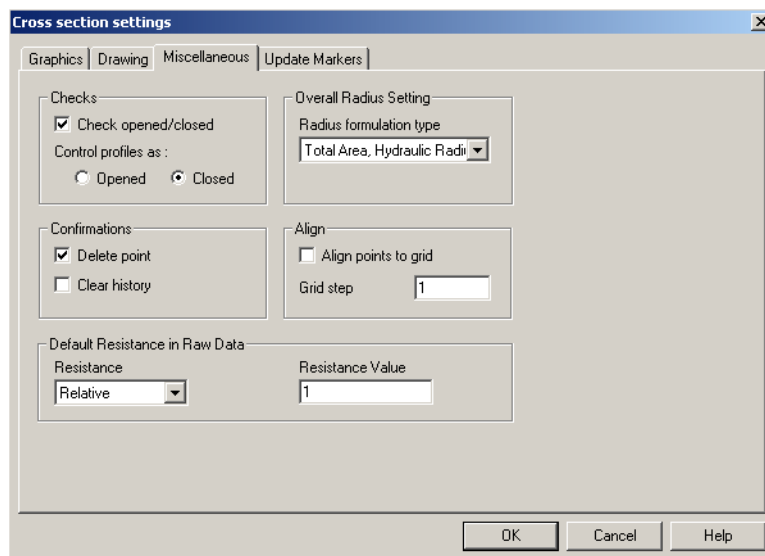 Cross section settings
Graphics Drawing Miscellaneous Update Markers
Checks
Check opened/closed
Control profiles as :
Opened Closed
Overall Radius Setting
Radius formulation type
Total Area, Hydraulic Radi
Confirmations
Delete point
Clear history
Align
Align points to grid
Grid step 1
Default Resistance in Raw Data
Resistance
Relative
Resistance Value
1
OK Cancel Help